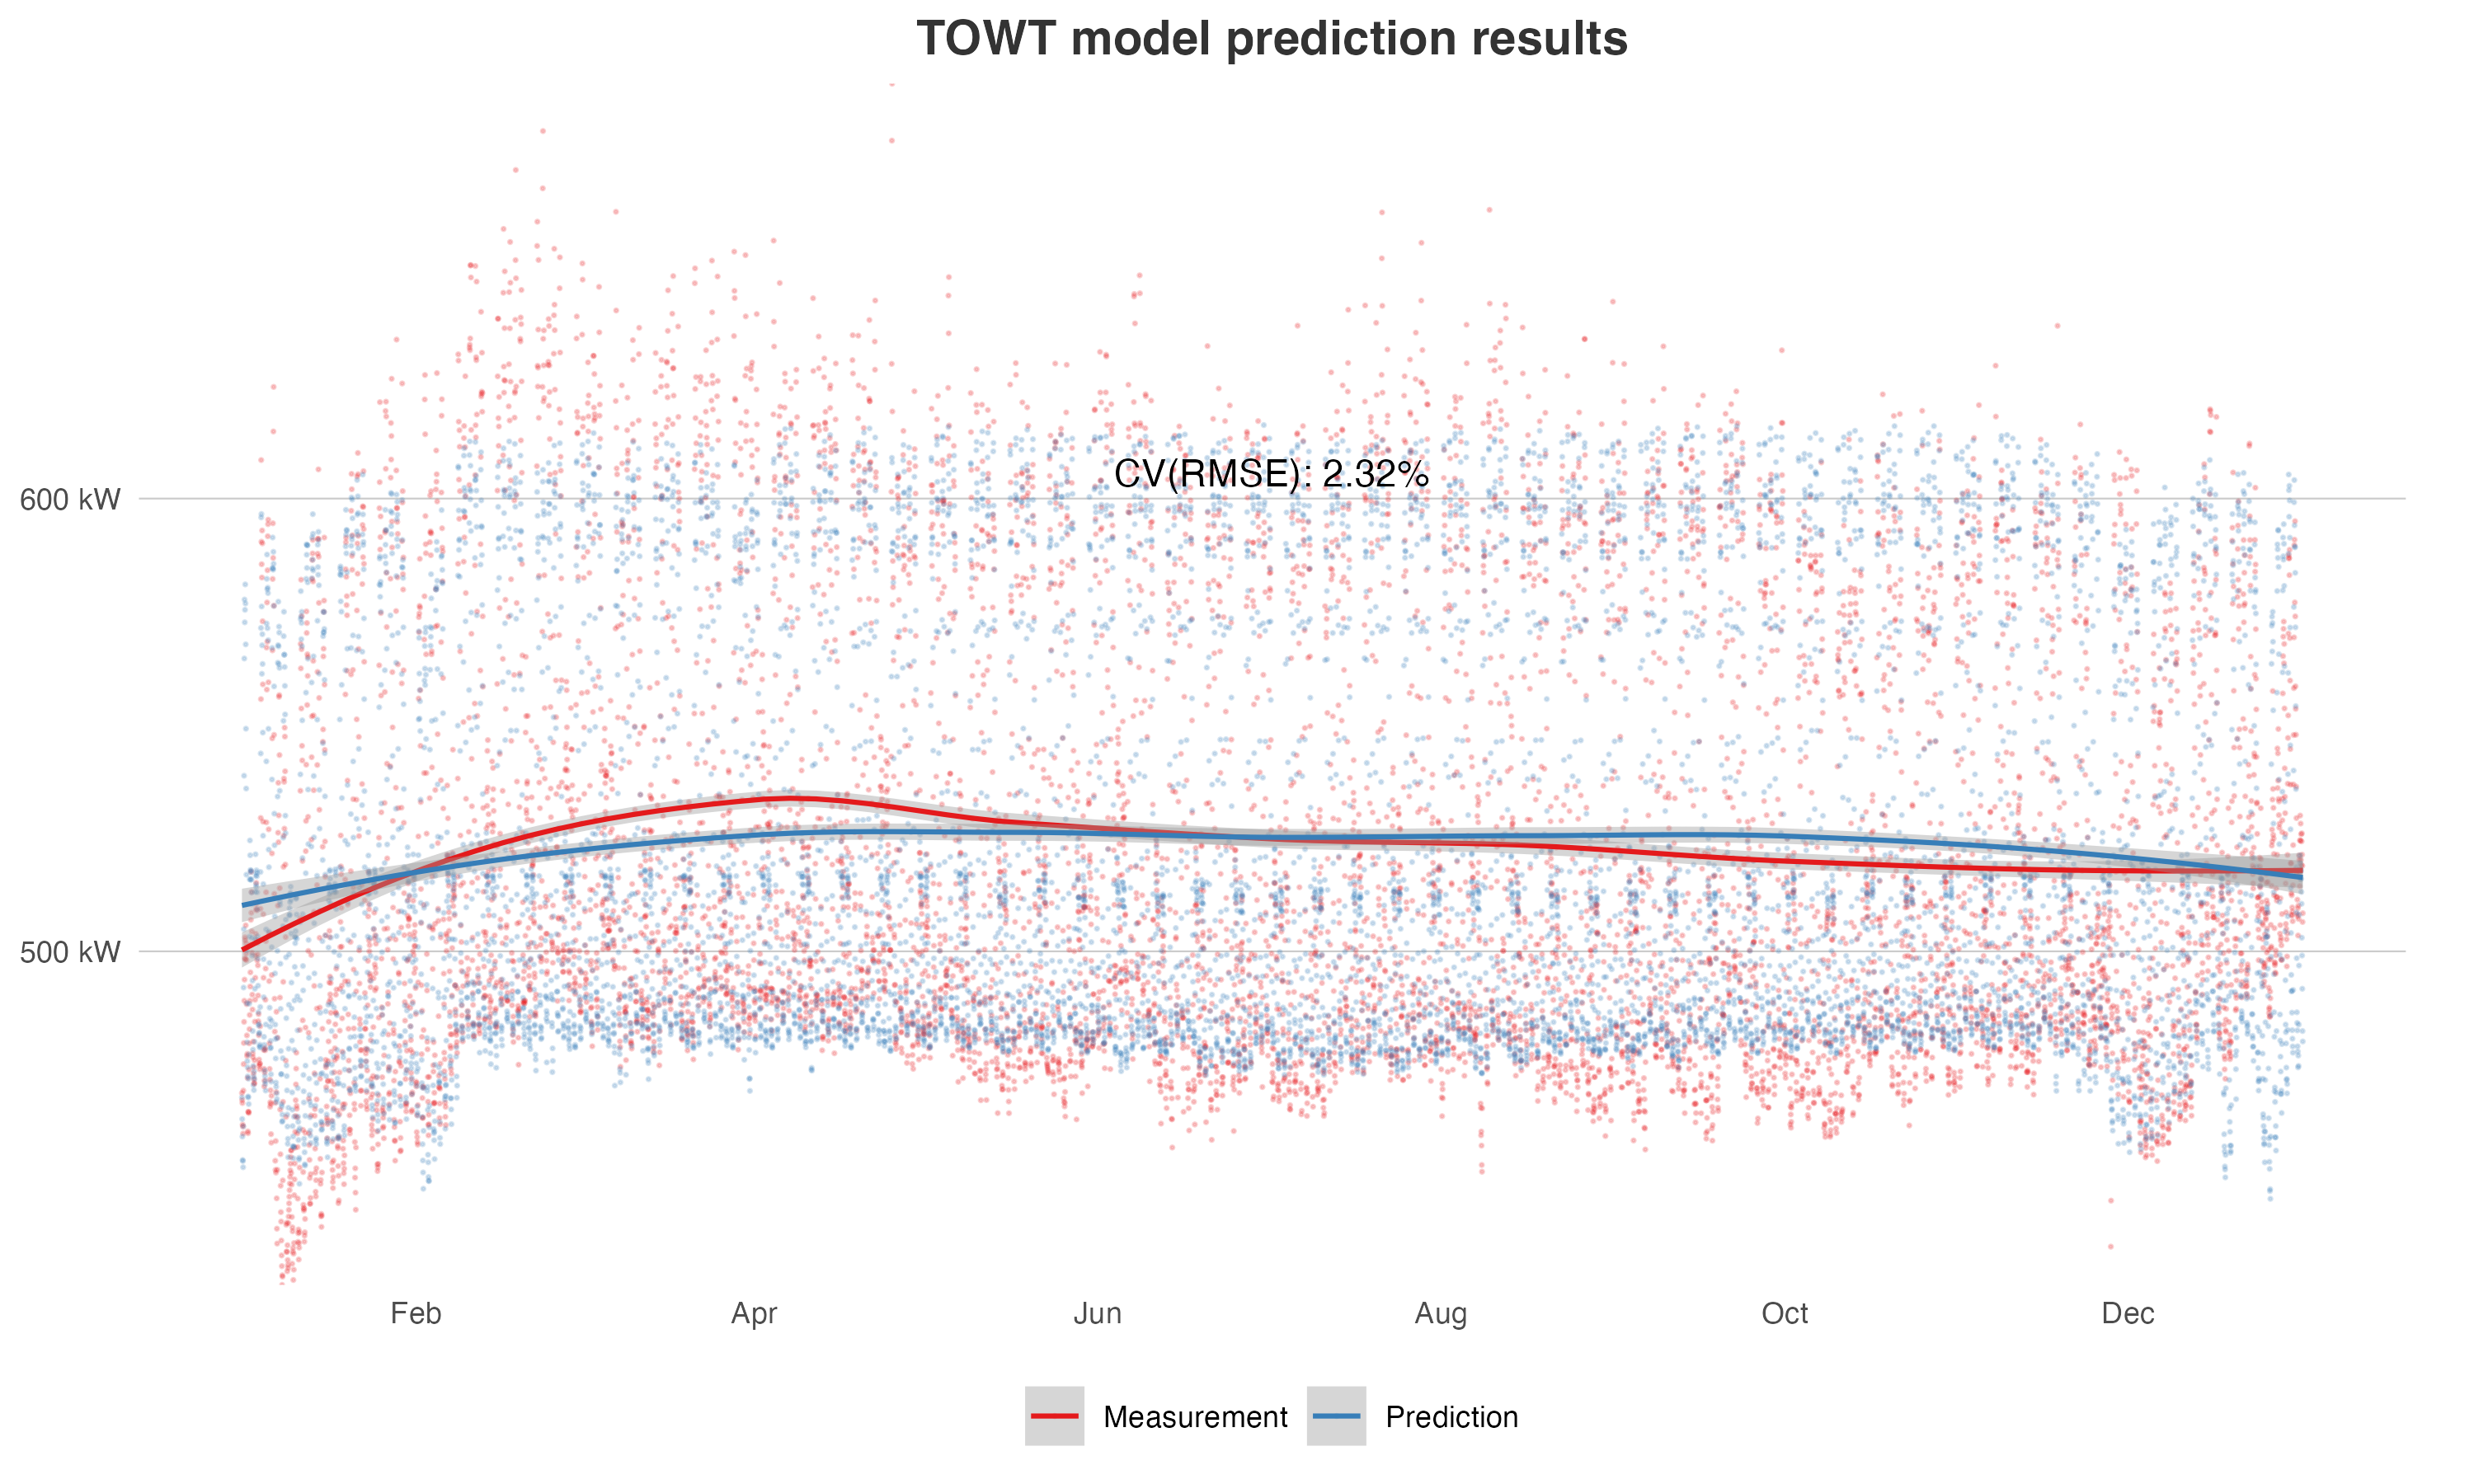 TOWT model prediction results
CV(RMSE): 2.32%
600 kW
500 kW
Feb Apr Jun Aug Oct Dec
Measurement Prediction